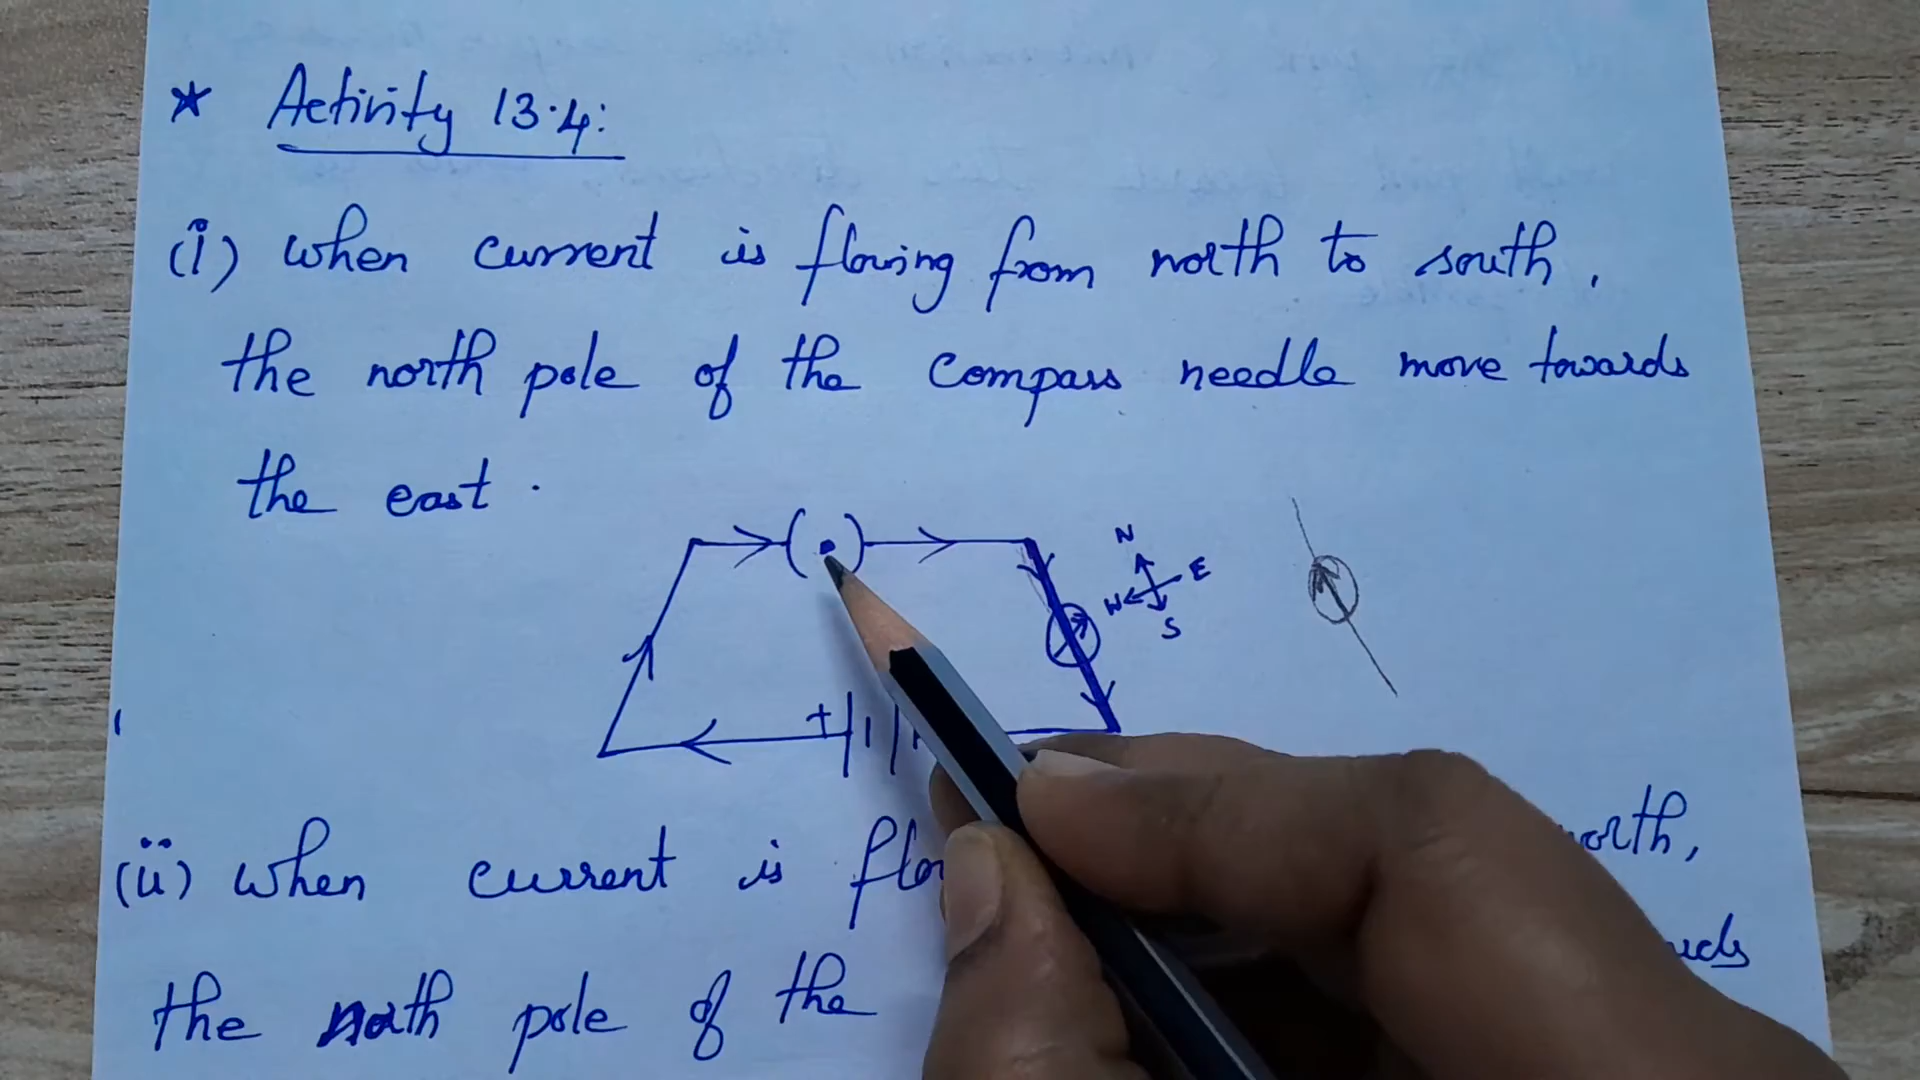 * Activity 13.4:
(i) when current is flowing from north to south,
the north pole of the compass needle move towards
the east.
N
E
W
S
+
(ii) when current is flo orth,
the north pole of the